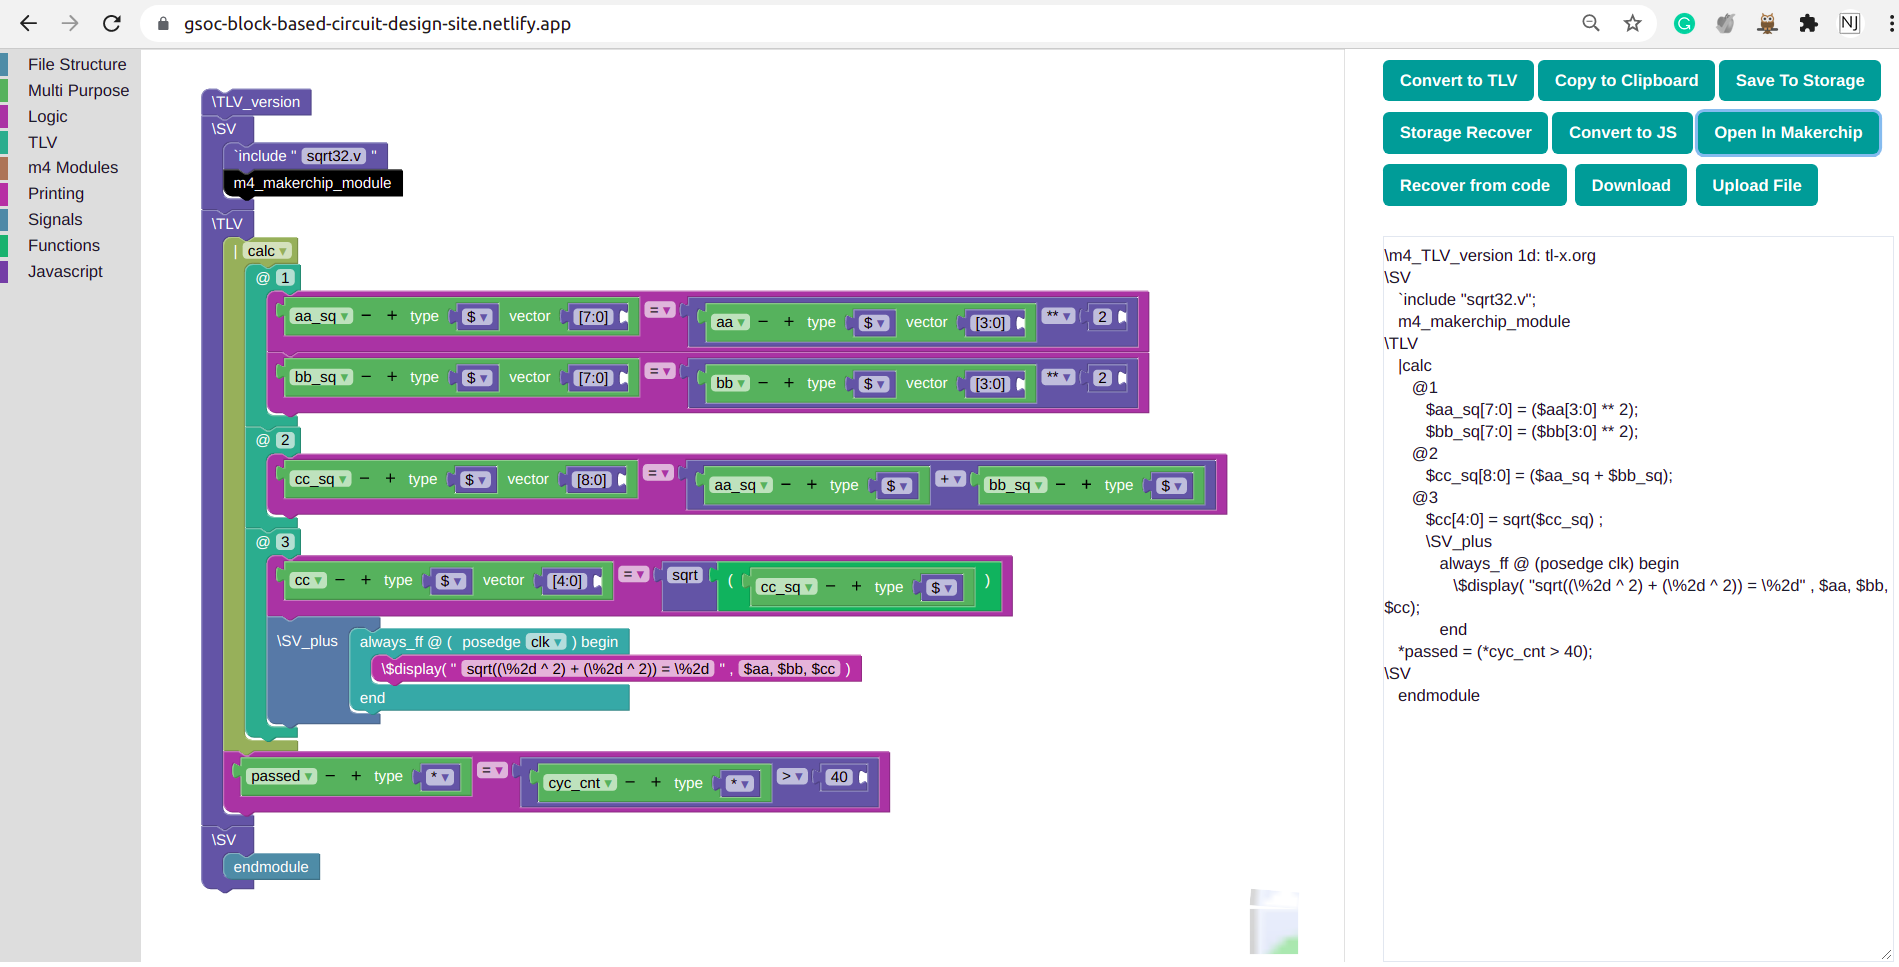 gsoc-block-based-circuit-design-site.netlify.app
NJ
File Structure
Multi Purpose
Logic
TLV
m4 Modules
Printing
Signals
Functions
Javascript
\TLV_version
\SV
`include " sqrt32.v "
m4_makerchip_module
\TLV
| calc
@ 1
aa_sq − + type $ vector [7:0] = aa − + type $ vector [3:0] ** 2
bb_sq − + type $ vector [7:0] = bb − + type $ vector [3:0] ** 2
@ 2
cc_sq − + type $ vector [8:0] = aa_sq − + type $ + bb_sq − + type $
@ 3
cc − + type $ vector [4:0] = sqrt ( cc_sq − + type $ )
\SV_plus always_ff @ ( posedge clk ) begin
\$display( " sqrt((\%2d ^ 2) + (\%2d ^ 2)) = \%2d " , $aa, $bb, $cc )
end
passed − + type * = cyc_cnt − + type * > 40
\SV
endmodule
Convert to TLV Copy to Clipboard Save To Storage
Storage Recover Convert to JS Open In Makerchip
Recover from code Download Upload File
\m4_TLV_version 1d: tl-x.org
\SV
`include "sqrt32.v";
m4_makerchip_module
\TLV
|calc
@1
$aa_sq[7:0] = ($aa[3:0] ** 2);
$bb_sq[7:0] = ($bb[3:0] ** 2);
@2
$cc_sq[8:0] = ($aa_sq + $bb_sq);
@3
$cc[4:0] = sqrt($cc_sq) ;
\SV_plus
always_ff @ (posedge clk) begin
\$display( "sqrt((\%2d ^ 2) + (\%2d ^ 2)) = \%2d" , $aa, $bb,
$cc);
end
*passed = (*cyc_cnt > 40);
\SV
endmodule